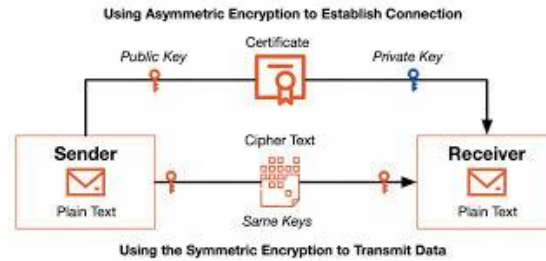 Using Asymmetric Encryption to Establish Connection
Certificate
Public Key
Private Key
Sender
Plain Text
Cipher Text
Same Keys
Receiver
Plain Text
Using the Symmetric Encryption to Transmit Data